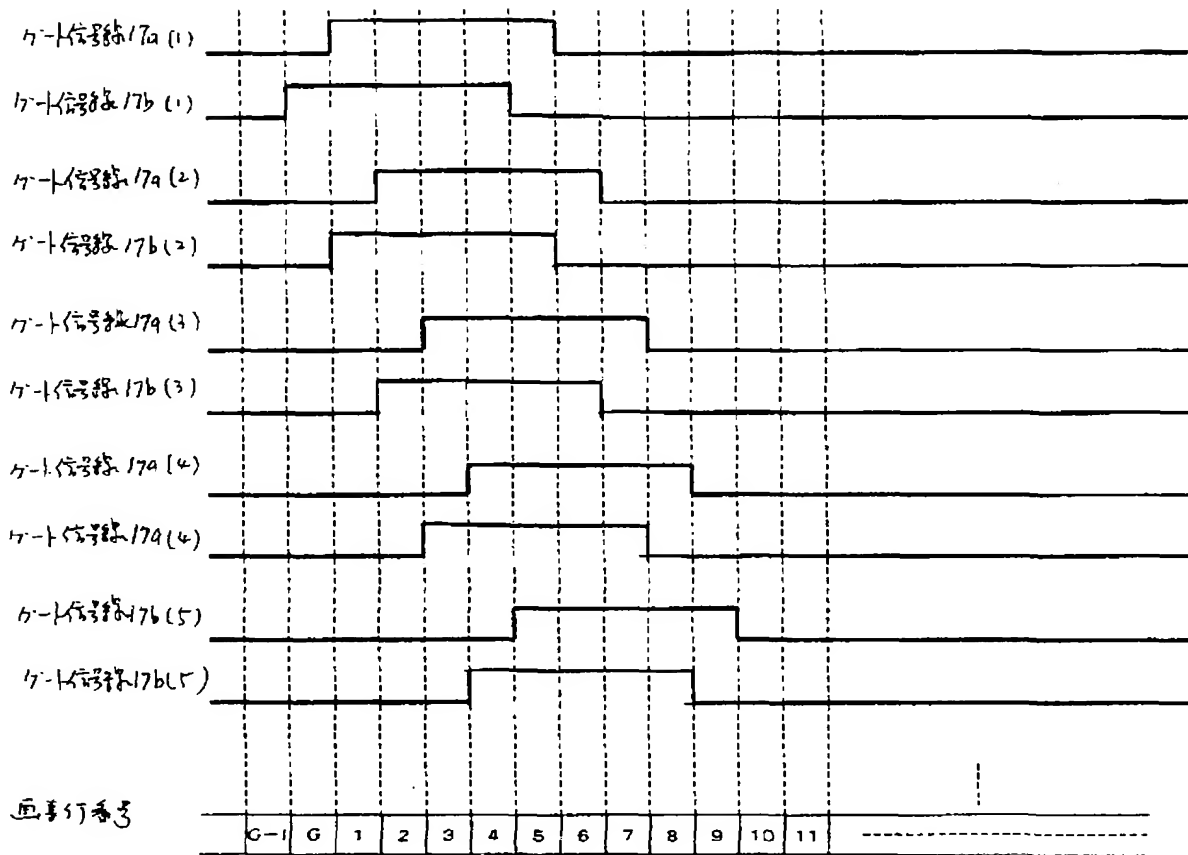 ゲート信号線17a(1)
ゲート信号線17b(1)
ゲート信号線17a(2)
ゲート信号線17b(2)
ゲート信号線17a(3)
ゲート信号線17b(3)
ゲート信号線17a(4)
ゲート信号線17a(4)
ゲート信号線17b(5)
ゲート信号線17b(5)
画素行番号
G-1 G 1 2 3 4 5 6 7 8 9 10 11